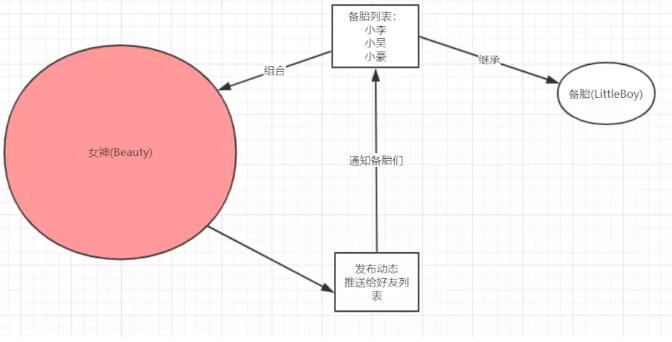 备胎列表:
小李
小吴
小豪
组合
继承
备胎(LittleBoy)
女神(Beauty)
通知备胎们
发布动态
推送给好友列
表